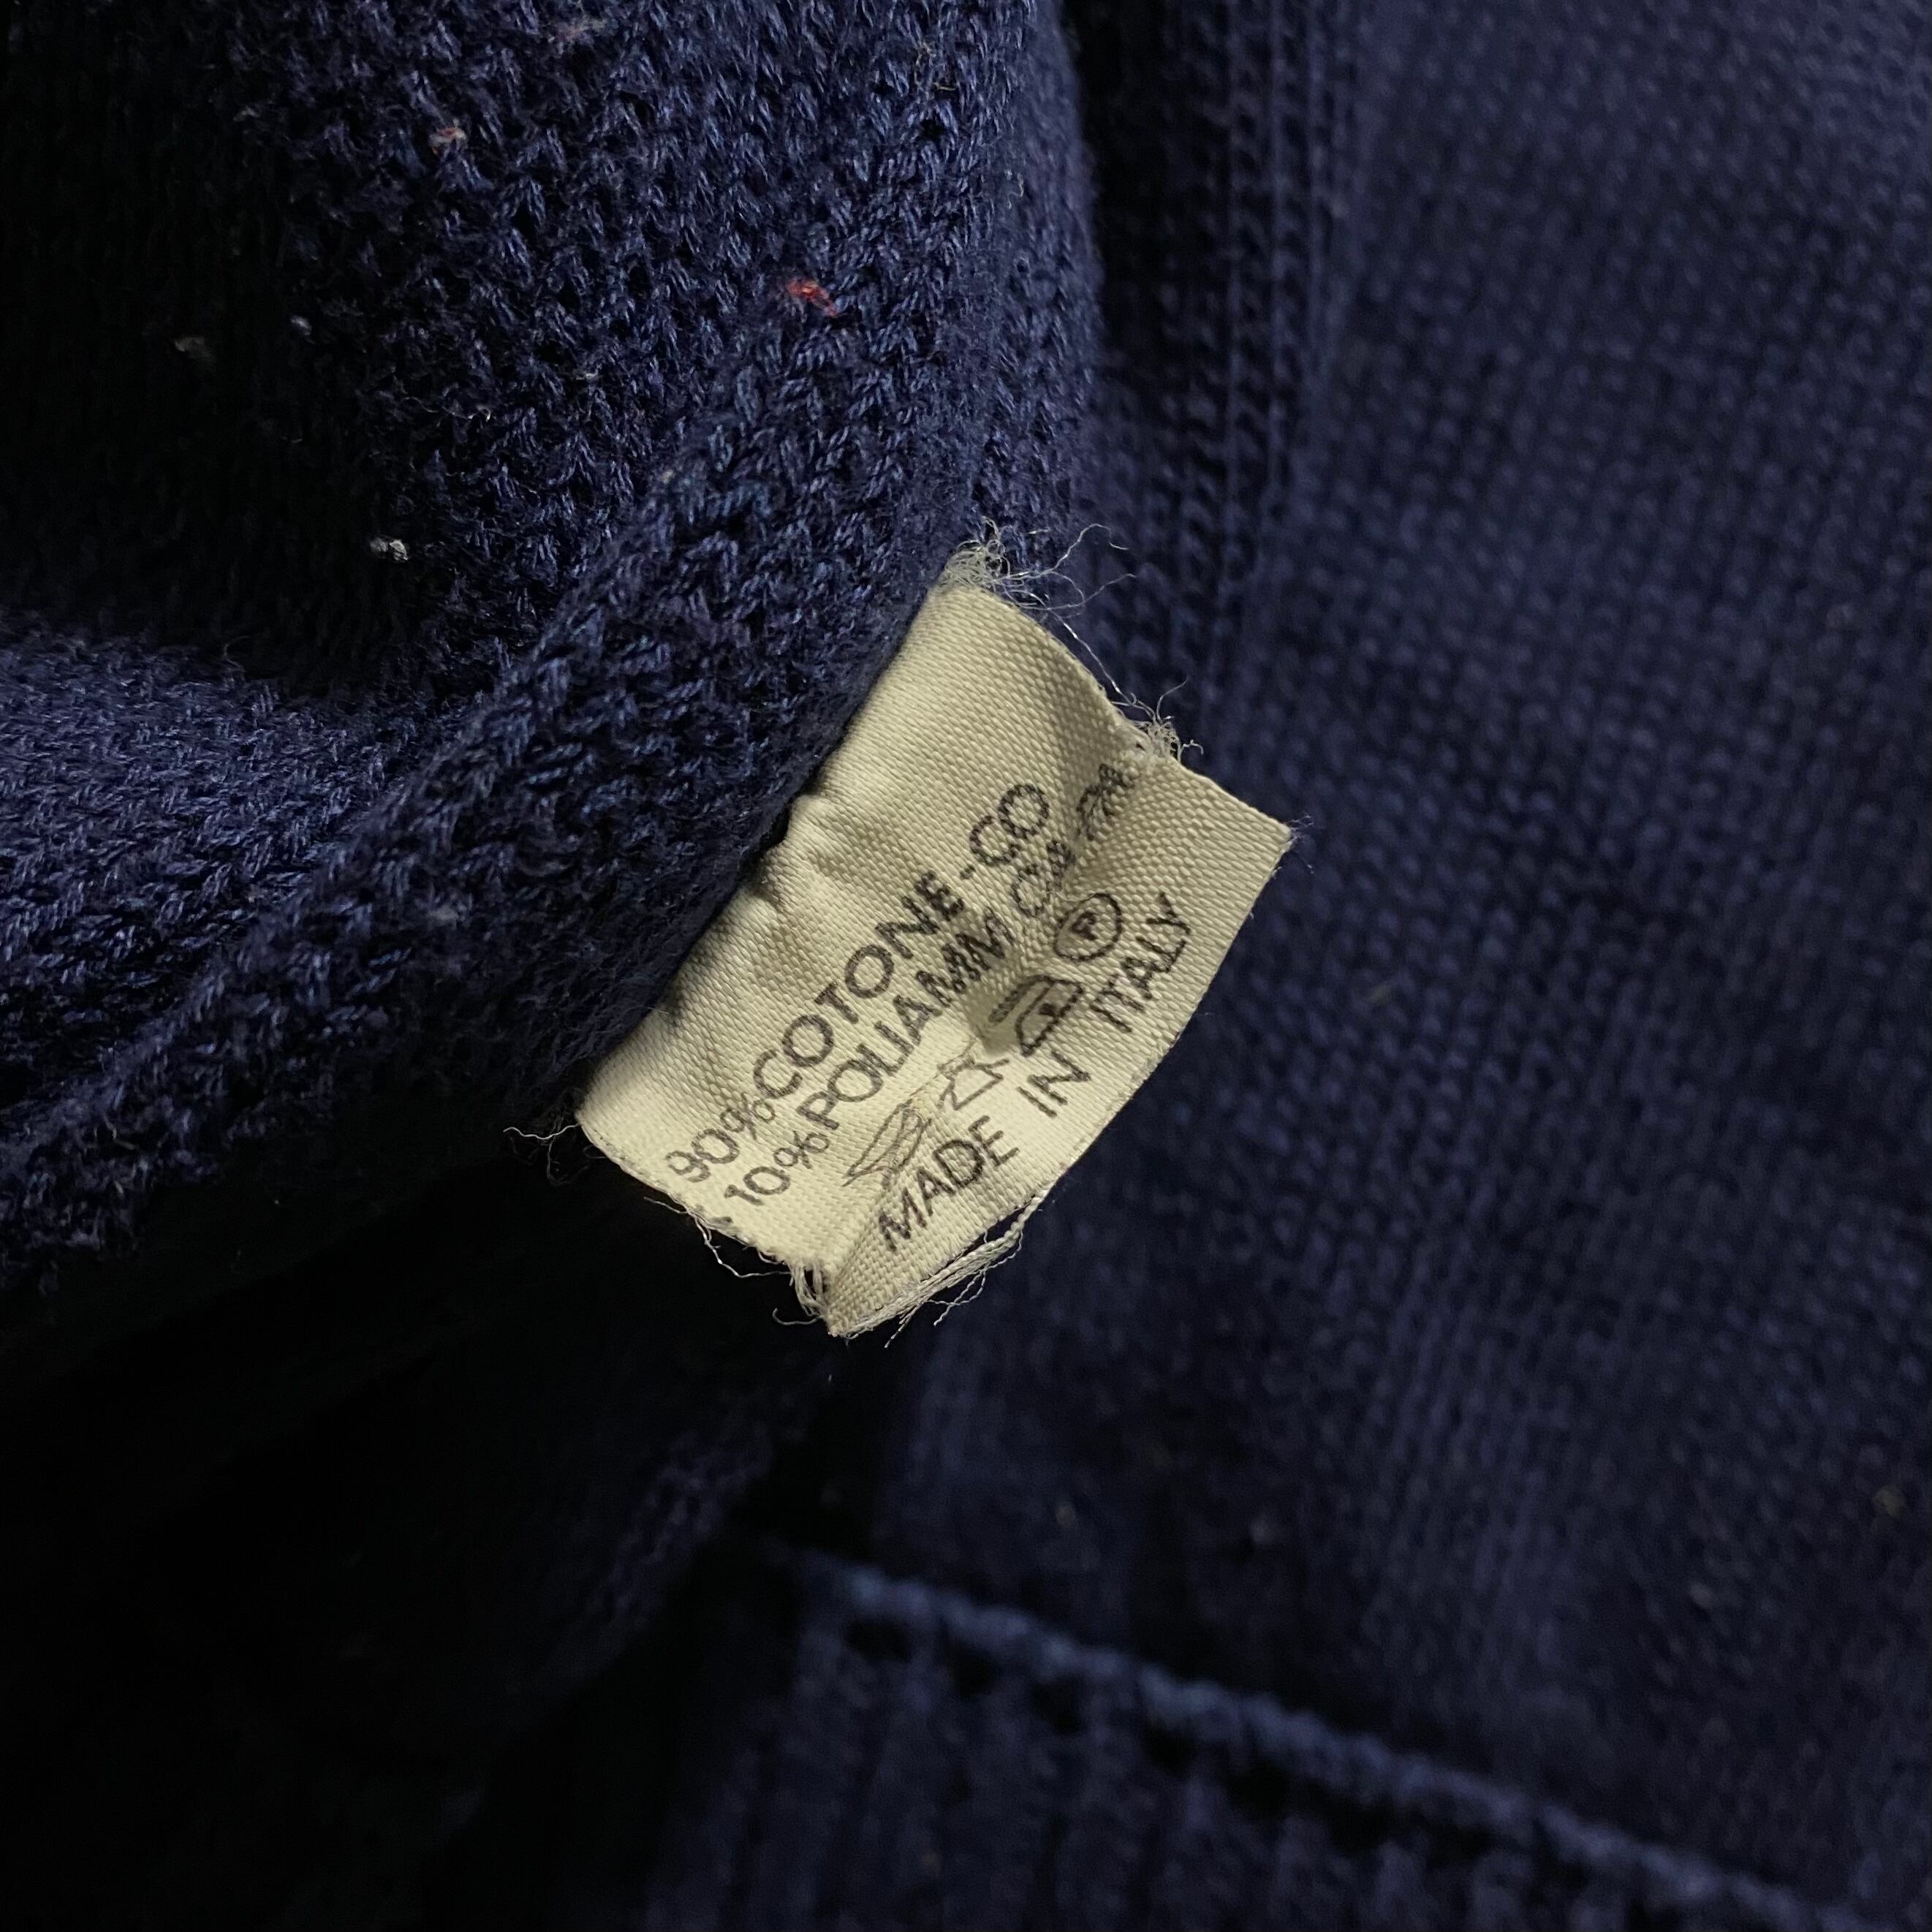 90%COTONE-CO
10%POLIAMM
P
MADE IN ITALY